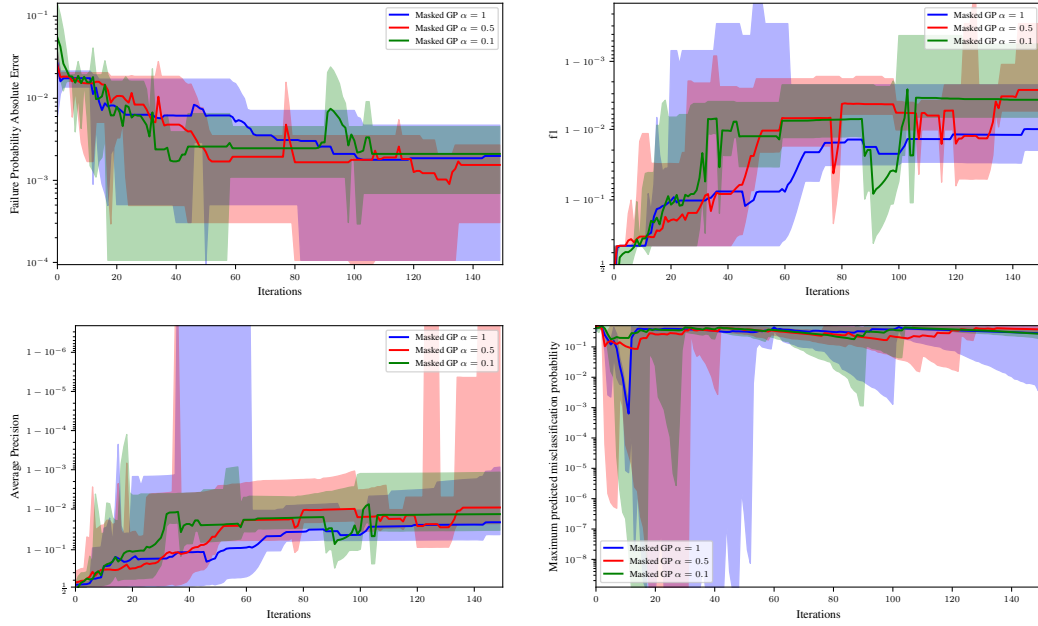 Masked GP α = 1
Masked GP α = 0.5
Masked GP α = 0.1
10⁻¹
10⁻²
10⁻³
10⁻⁴
Failure Probability Absolute Error
0 20 40 60 80 100 120 140
Iterations
Masked GP α = 1
Masked GP α = 0.5
Masked GP α = 0.1
1 − 10⁻³
1 − 10⁻²
1 − 10⁻¹
1/2
f1
0 20 40 60 80 100 120 140
Iterations
Masked GP α = 1
Masked GP α = 0.5
Masked GP α = 0.1
1 − 10⁻⁶
1 − 10⁻⁵
1 − 10⁻⁴
1 − 10⁻³
1 − 10⁻²
1 − 10⁻¹
1/2
Average Precision
0 20 40 60 80 100 120 140
Iterations
10⁻¹
10⁻²
10⁻³
10⁻⁴
10⁻⁵
10⁻⁶
10⁻⁷
10⁻⁸
Maximum predicted misclassification probability
Masked GP α = 1
Masked GP α = 0.5
Masked GP α = 0.1
0 20 40 60 80 100 120 140
Iterations